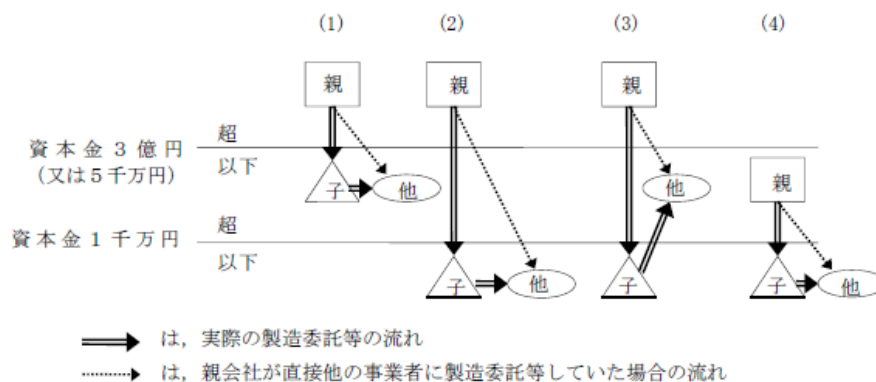 (1) (2) (3) (4)
親 親 親
超
資本金３億円
（又は５千万円）
以下
子 他 他 親
超
資本金１千万円
以下
子 他 子 子 他
は，実際の製造委託等の流れ
は，親会社が直接他の事業者に製造委託等していた場合の流れ